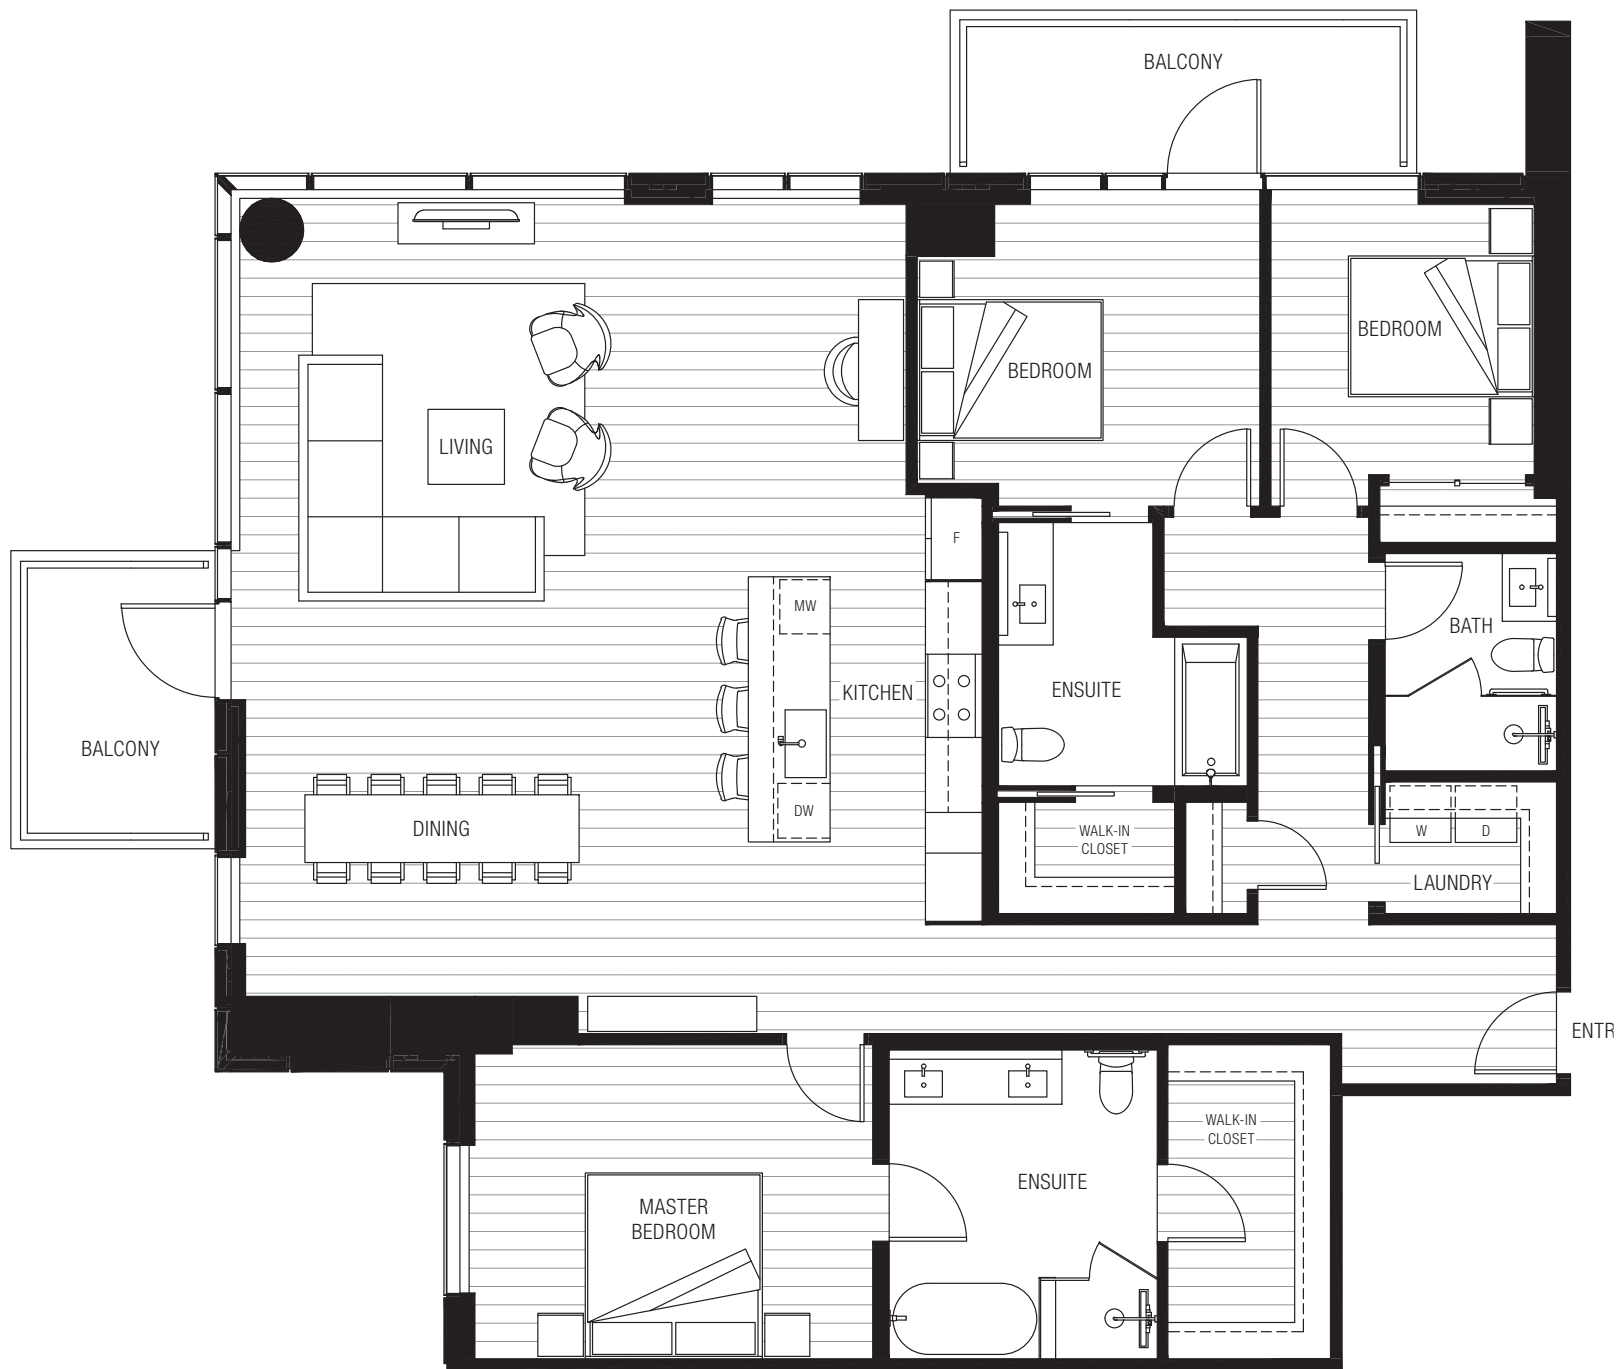 BALCONY
BEDROOM
BEDROOM
LIVING
F
MW
BATH
KITCHEN
ENSUITE
BALCONY
DINING
DW
WALK-IN
CLOSET
W
D
LAUNDRY
ENTR
WALK-IN
CLOSET
ENSUITE
MASTER
BEDROOM